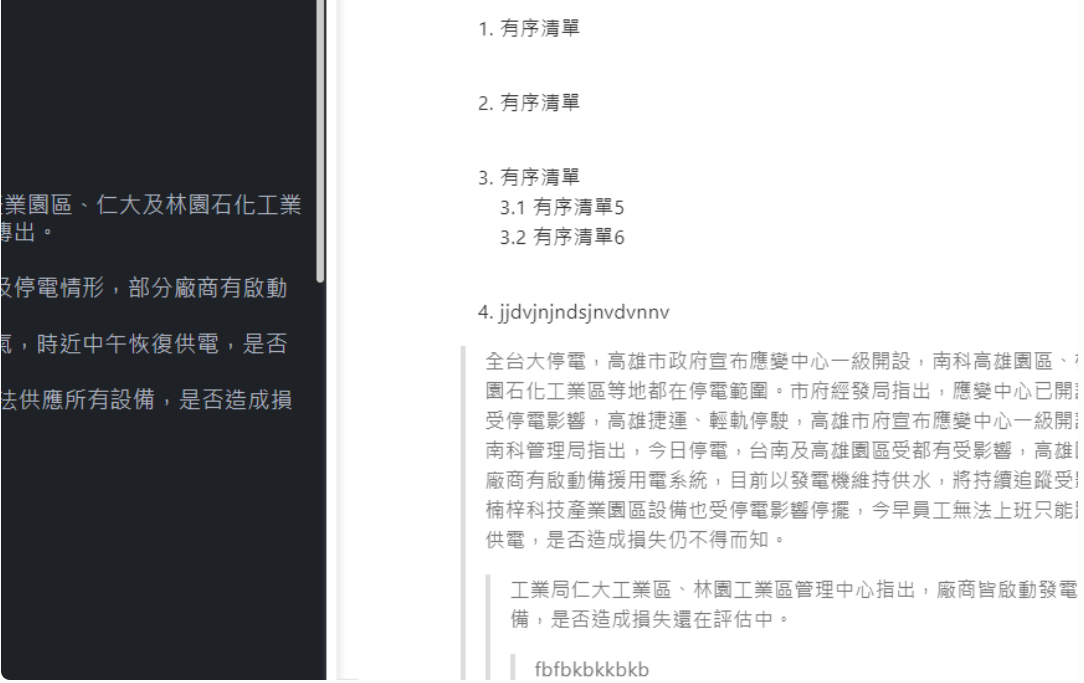 業園區、仁大及林園石化工業
傳出。
及停電情形，部分廠商有啟動
氣，時近中午恢復供電，是否
法供應所有設備，是否造成損
1. 有序清單
2. 有序清單
3. 有序清單
3.1 有序清單5
3.2 有序清單6
4. jjdvjnjndsjnvdvnnv
全台大停電，高雄市政府宣布應變中心一級開設，南科高雄園區、
園石化工業區等地都在停電範圍。市府經發局指出，應變中心已開
受停電影響，高雄捷運、輕軌停駛，高雄市府宣布應變中心一級開
南科管理局指出，今日停電，台南及高雄園區受都有受影響，高雄
廠商有啟動備援用電系統，目前以發電機維持供水，將持續追蹤受
楠梓科技產業園區設備也受停電影響停擺，今早員工無法上班只能
供電，是否造成損失仍不得而知。
工業局仁大工業區、林園工業區管理中心指出，廠商皆啟動發電
備，是否造成損失還在評估中。
fbfbkbkkbkb